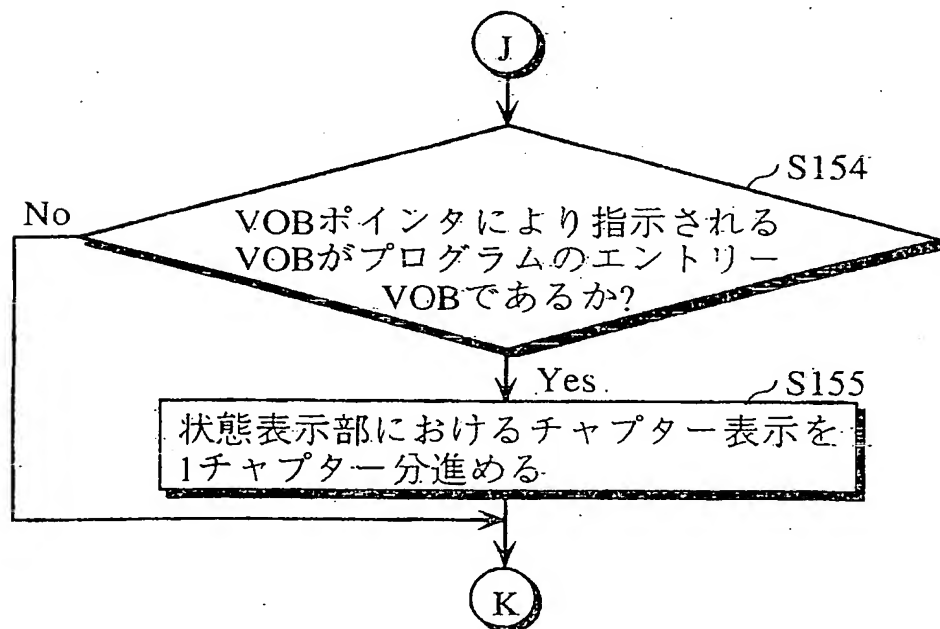 J
S154
No
VOBポインタにより指示される
VOBがプログラムのエントリー
VOBであるか?
Yes
S155
状態表示部におけるチャプター表示を
1チャプター分進める
K